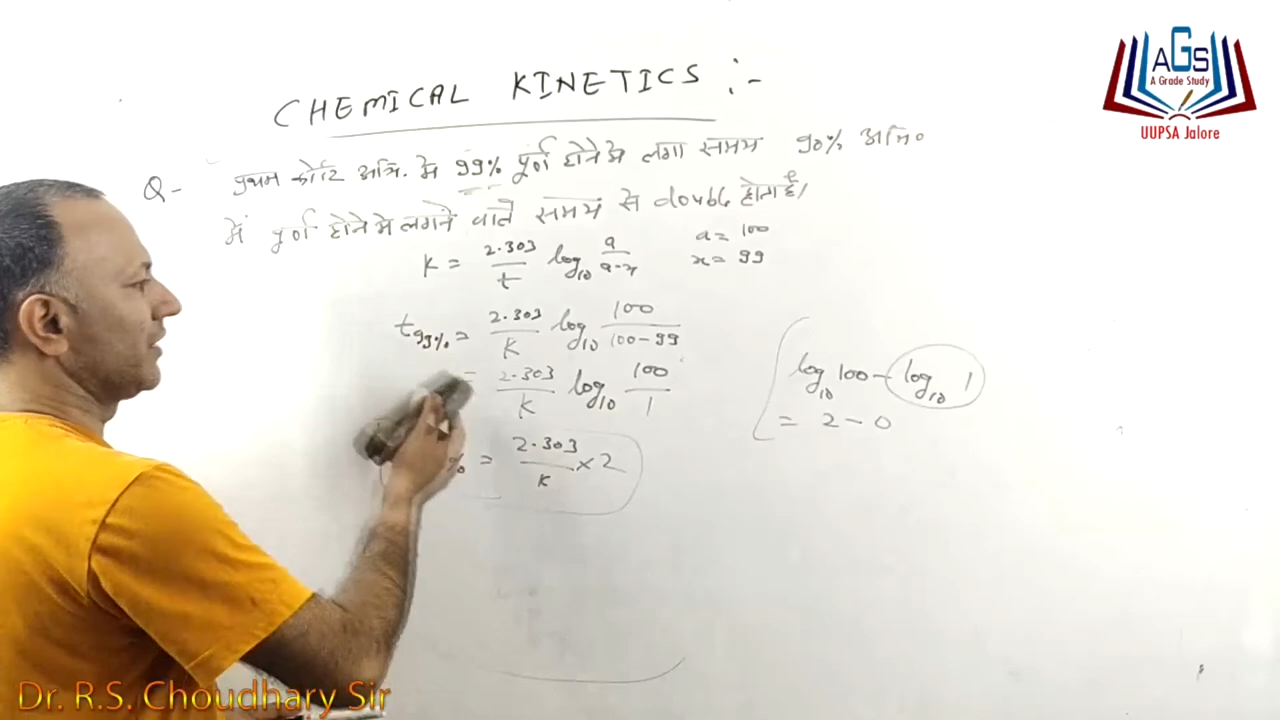 CHEMICAL KINETICS :-
AGS
A Grade Study
UUPSA Jalore
Q- प्रथम कोटि अभि. मे 99% पूर्ण होने मे लगा समय 90% अभि०
में पूर्ण होने मे लगने वाले समय से double होता है।
K = 2.303/t log₁₀ a/a-x a = 100
x = 99
t99% = 2.303/K log₁₀ 100/100-99
= 2.303/K log₁₀ 100/1
log₁₀ 100 - log₁₀ 1
= 2 - 0
% = 2.303/K × 2
Dr. R.S. Choudhary Sir